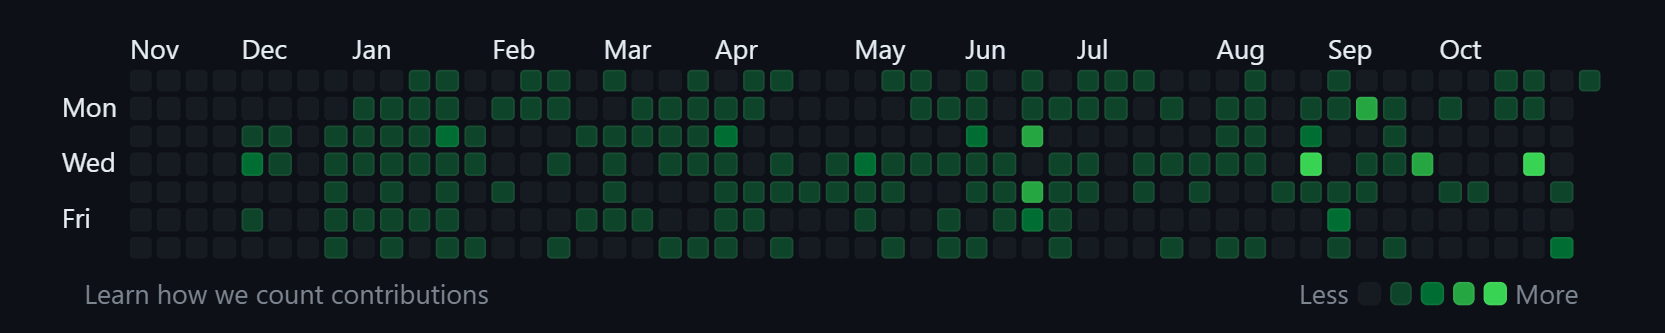 Nov Dec Jan Feb Mar Apr May Jun Jul Aug Sep Oct
Mon
Wed
Fri
Learn how we count contributions Less More